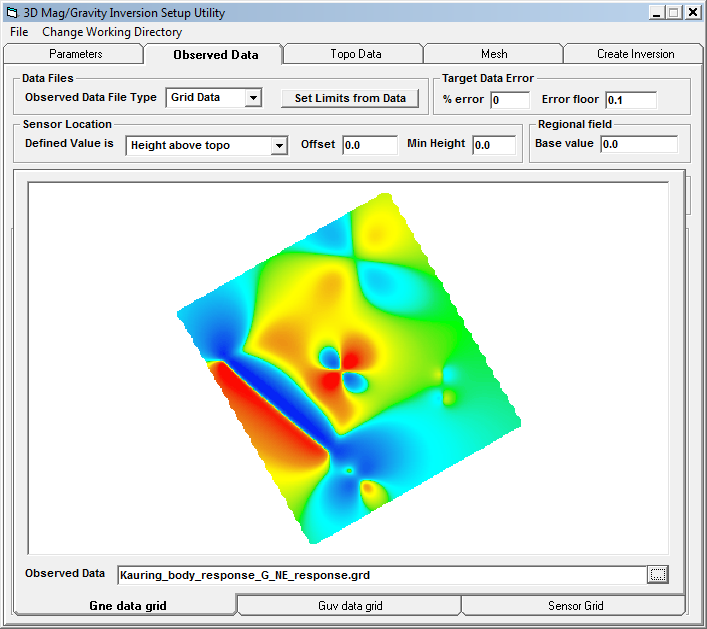 3D Mag/Gravity Inversion Setup Utility
File Change Working Directory
Parameters Observed Data Topo Data Mesh Create Inversion
Data Files Target Data Error
Observed Data File Type Grid Data Set Limits from Data % error 0 Error floor 0.1
Sensor Location Regional field
Defined Value is Height above topo Offset 0.0 Min Height 0.0 Base value 0.0
Observed Data Kauring_body_response_G_NE_response.grd ...
Gne data grid Guv data grid Sensor Grid